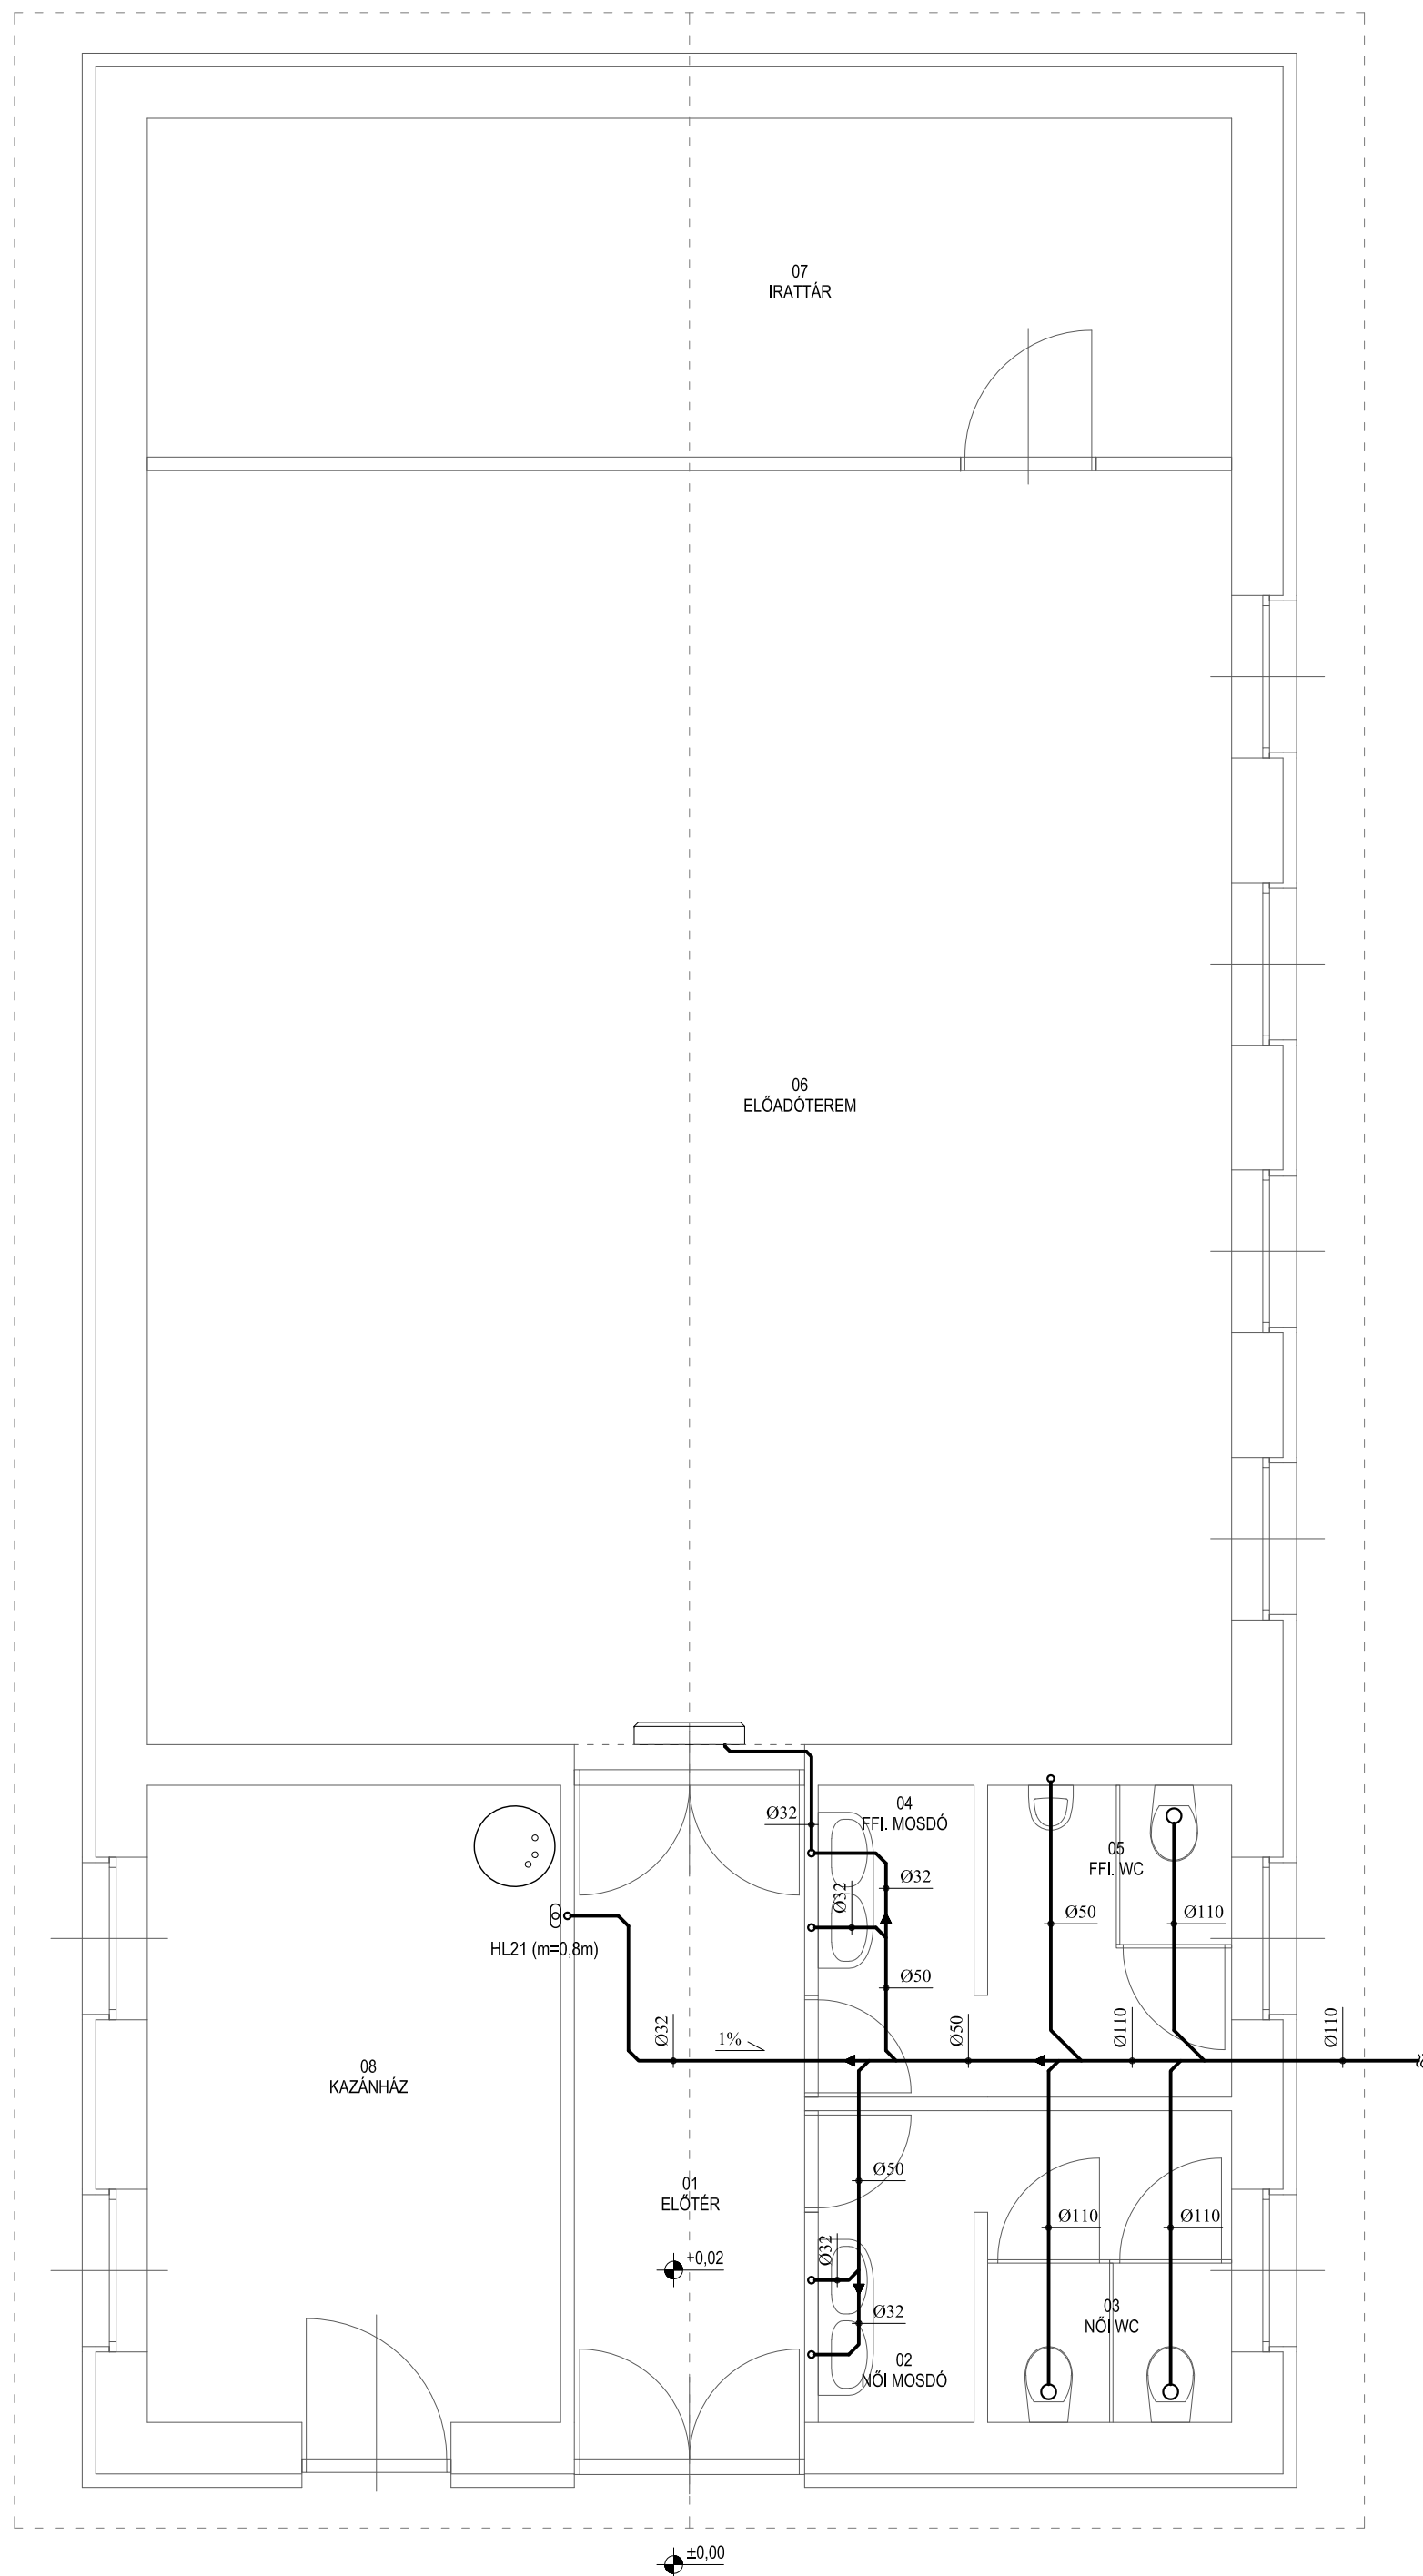 07
IRATTÁR
06
ELŐADÓTEREM
Ø32
04
FFI. MOSDÓ
05
FFI. WC
Ø32
Ø32
Ø50
Ø110
HL21 (m=0,8m)
Ø50
Ø32
1%
Ø50
Ø110
Ø110
08
KAZÁNHÁZ
01
ELŐTÉR
Ø50
Ø110
Ø110
Ø32
+0,02
03
NŐI WC
Ø32
02
NŐI MOSDÓ
±0,00